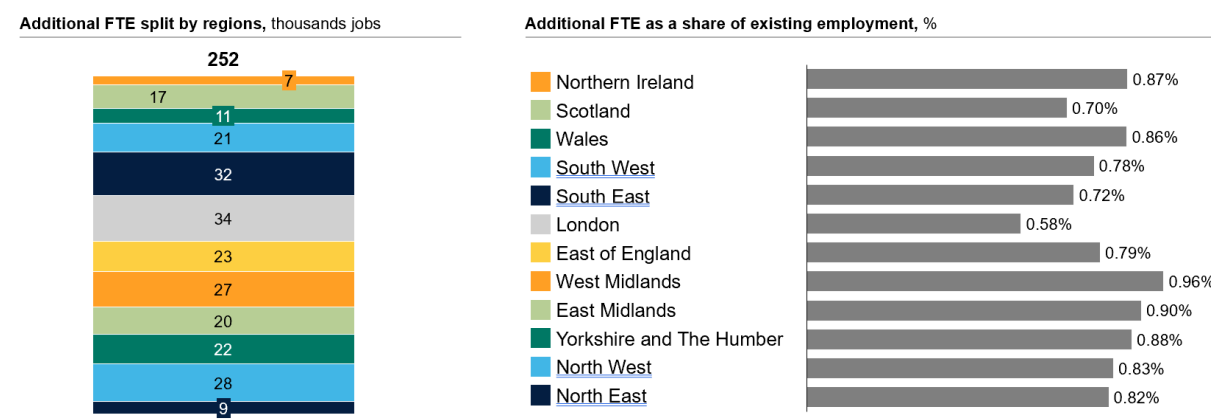 Additional FTE split by regions, thousands jobs
252
7
17
11
21
32
34
23
27
20
22
28
9
Additional FTE as a share of existing employment, %
Northern Ireland 0.87%
Scotland 0.70%
Wales 0.86%
South West 0.78%
South East 0.72%
London 0.58%
East of England 0.79%
West Midlands 0.96%
East Midlands 0.90%
Yorkshire and The Humber 0.88%
North West 0.83%
North East 0.82%